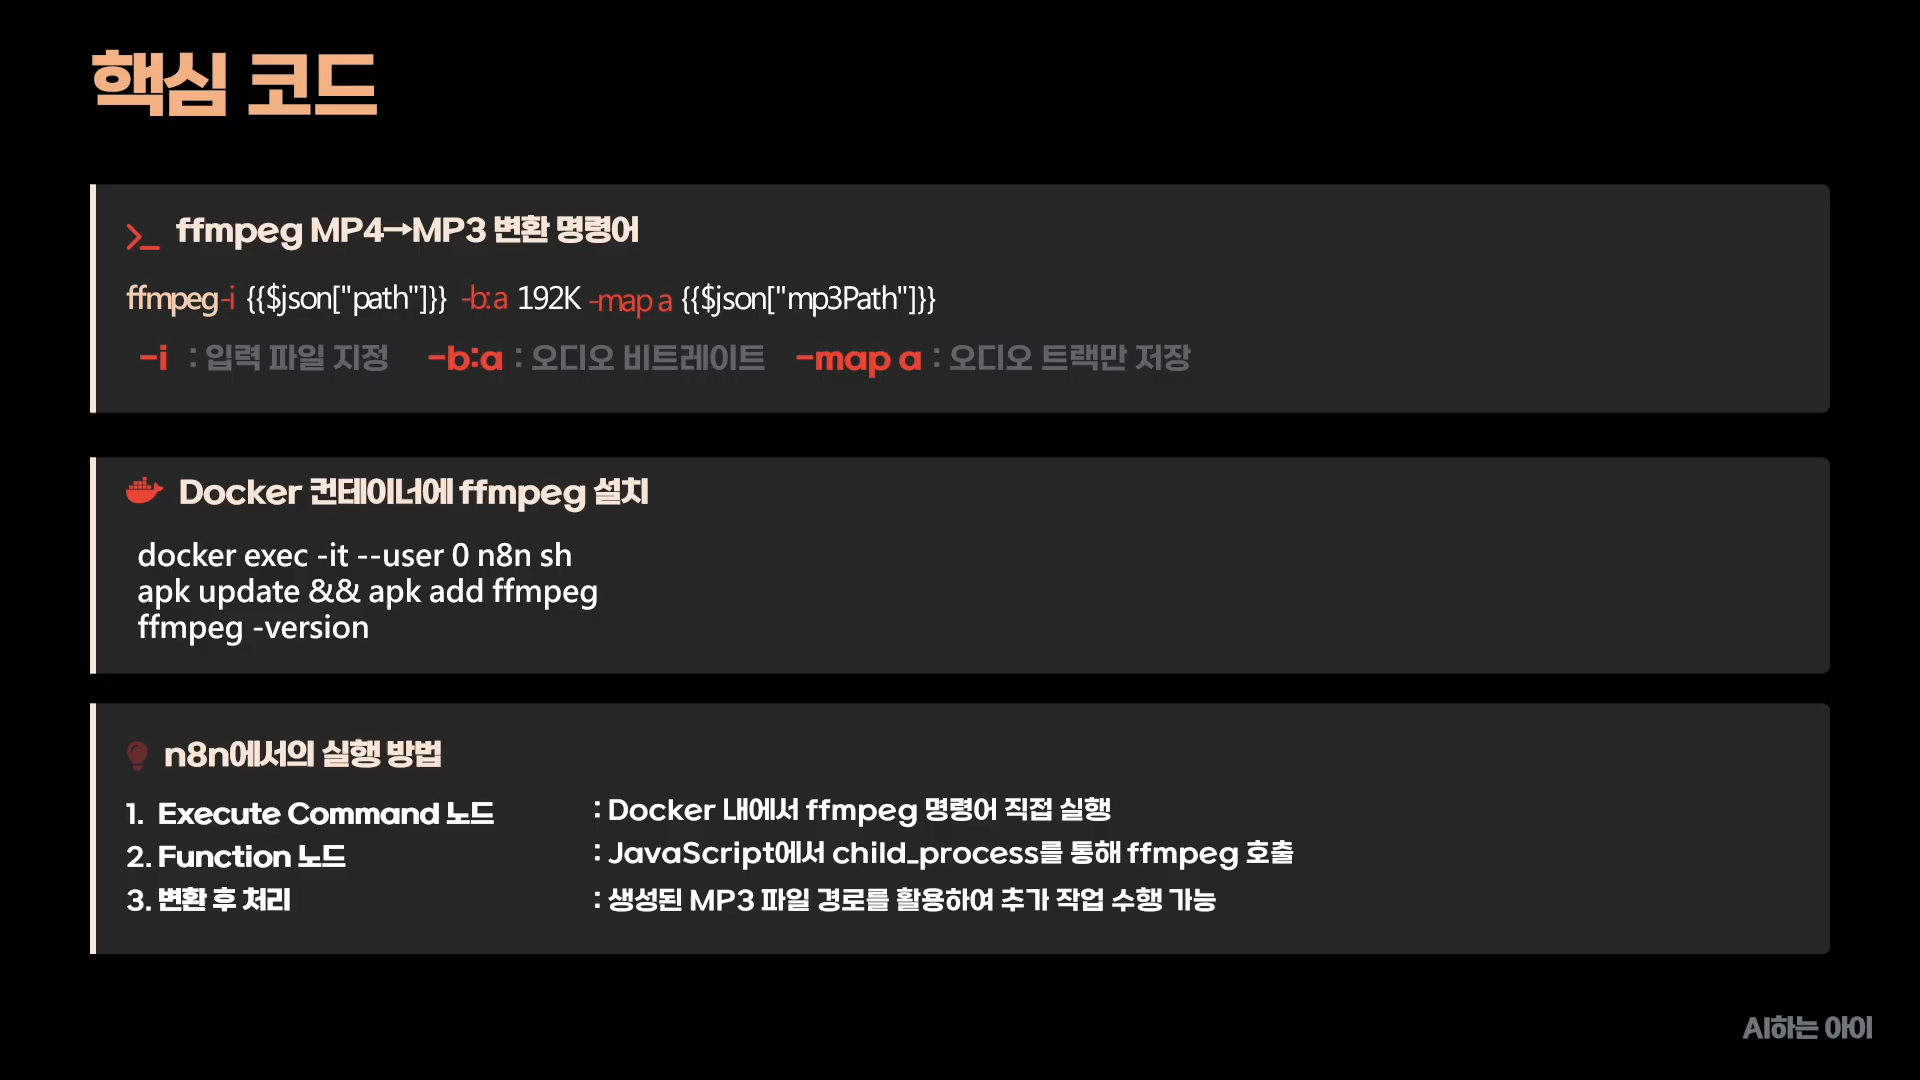 핵심 코드
ffmpeg MP4→MP3 변환 명령어
ffmpeg -i {{$json["path"]}} -b:a 192K -map a {{$json["mp3Path"]}}
-i : 입력 파일 지정 -b:a : 오디오 비트레이트 -map a : 오디오 트랙만 저장
Docker 컨테이너에 ffmpeg 설치
docker exec -it --user 0 n8n sh
apk update && apk add ffmpeg
ffmpeg -version
n8n에서의 실행 방법
1. Execute Command 노드 : Docker 내에서 ffmpeg 명령어 직접 실행
2. Function 노드 : JavaScript에서 child_process를 통해 ffmpeg 호출
3. 변환 후 처리 : 생성된 MP3 파일 경로를 활용하여 추가 작업 수행 가능
AI하는 아이